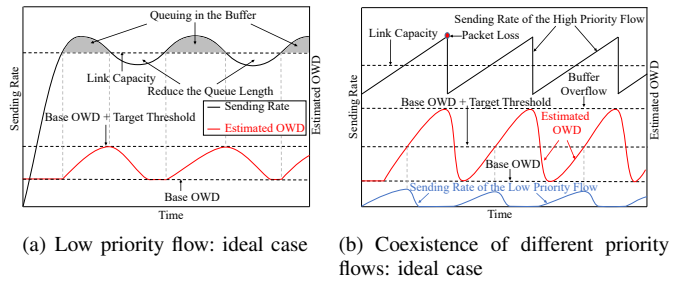 Queuing in the Buffer
Link Capacity
Reduce the Queue Length
Sending Rate
Estimated OWD
Base OWD + Target Threshold
Base OWD
Sending Rate
Estimated OWD
Time
(a) Low priority flow: ideal case
Link Capacity
Sending Rate of the High Priority Flow
Packet Loss
Buffer
Overflow
Base OWD + Target Threshold
Estimated
OWD
Base OWD
Sending Rate of the Low Priority Flow
Sending Rate
Estimated OWD
Time
(b) Coexistence of different priority
flows: ideal case